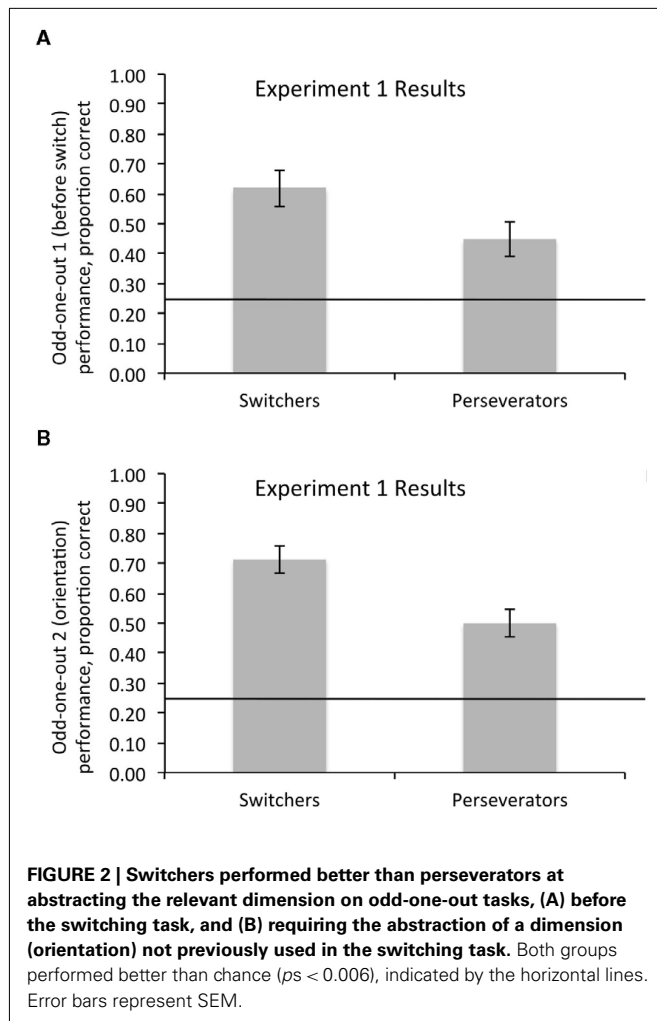 A
Experiment 1 Results
Odd-one-out 1 (before switch)
performance, proportion correct
1.00
0.90
0.80
0.70
0.60
0.50
0.40
0.30
0.20
0.10
0.00
Switchers
Perseverators
B
Experiment 1 Results
Odd-one-out 2 (orientation)
performance, proportion correct
1.00
0.90
0.80
0.70
0.60
0.50
0.40
0.30
0.20
0.10
0.00
Switchers
Perseverators
FIGURE 2 | Switchers performed better than perseverators at
abstracting the relevant dimension on odd-one-out tasks, (A) before
the switching task, and (B) requiring the abstraction of a dimension
(orientation) not previously used in the switching task. Both groups
performed better than chance (ps < 0.006), indicated by the horizontal lines.
Error bars represent SEM.